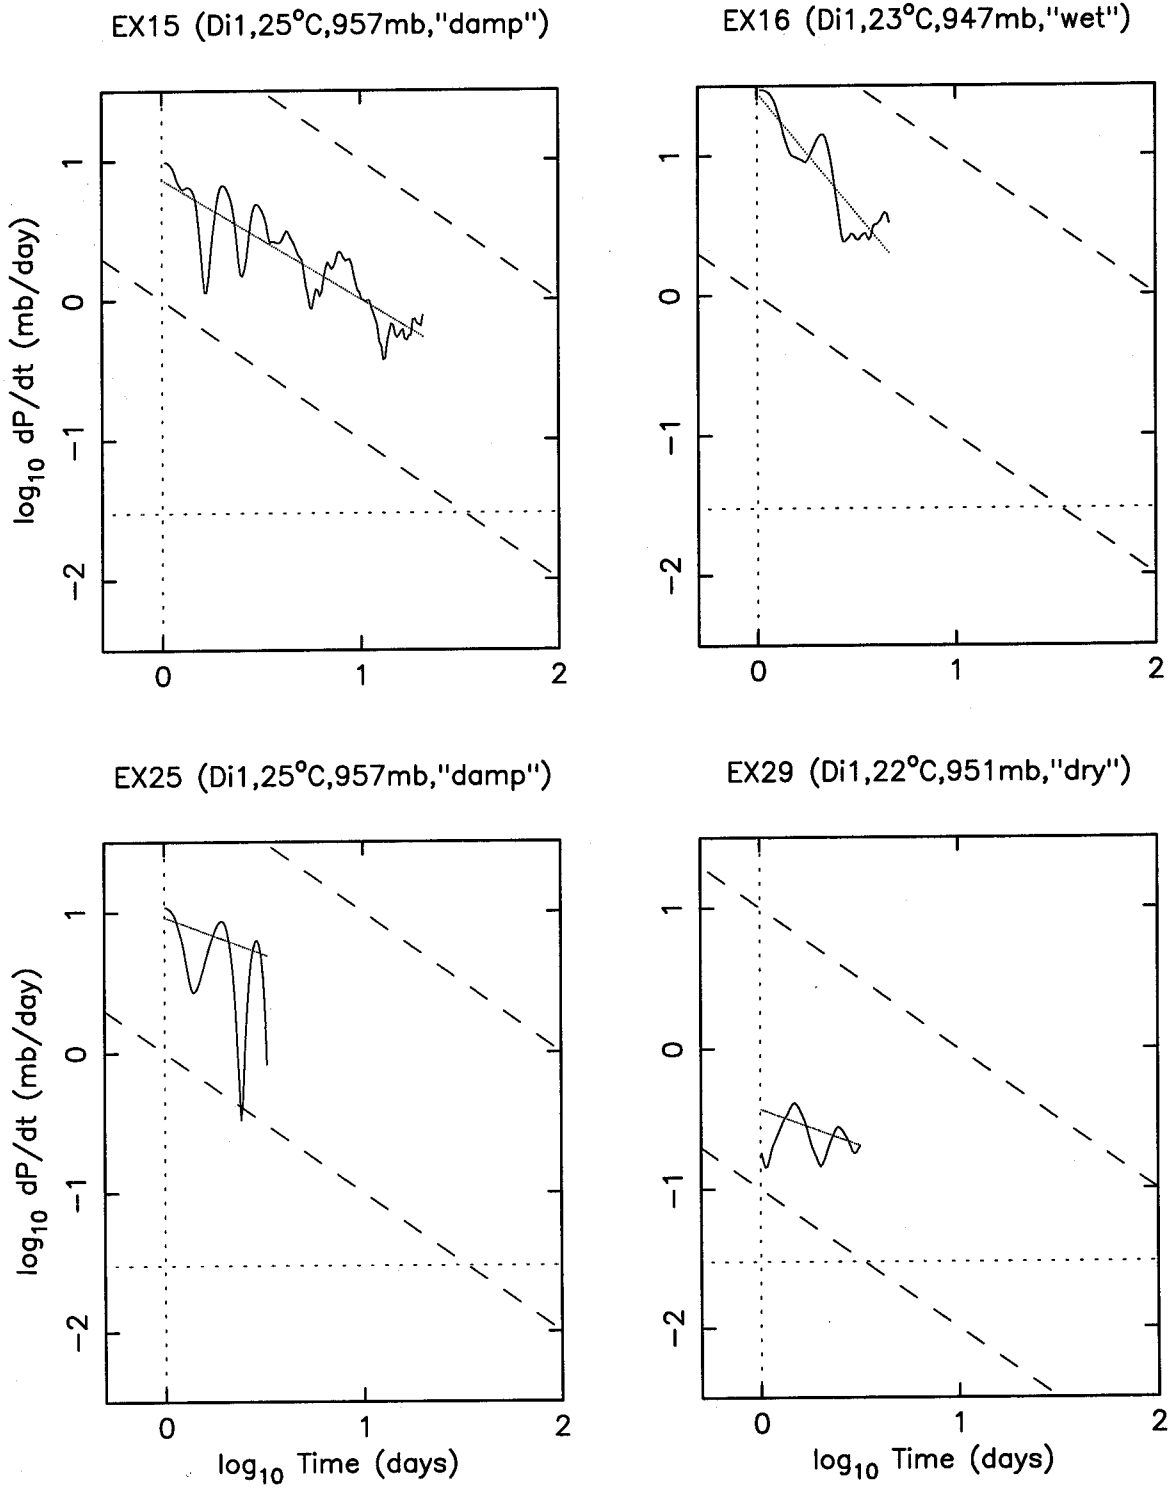 EX15 (Di1,25°C,957mb,"damp")
EX16 (Di1,23°C,947mb,"wet")
log10 dP/dt (mb/day)
1
0
−1
−2
0 1 2
1
0
−1
−2
0 1 2
EX25 (Di1,25°C,957mb,"damp")
EX29 (Di1,22°C,951mb,"dry")
log10 dP/dt (mb/day)
1
0
−1
−2
0 1 2
log10 Time (days)
1
0
−1
−2
0 1 2
log10 Time (days)